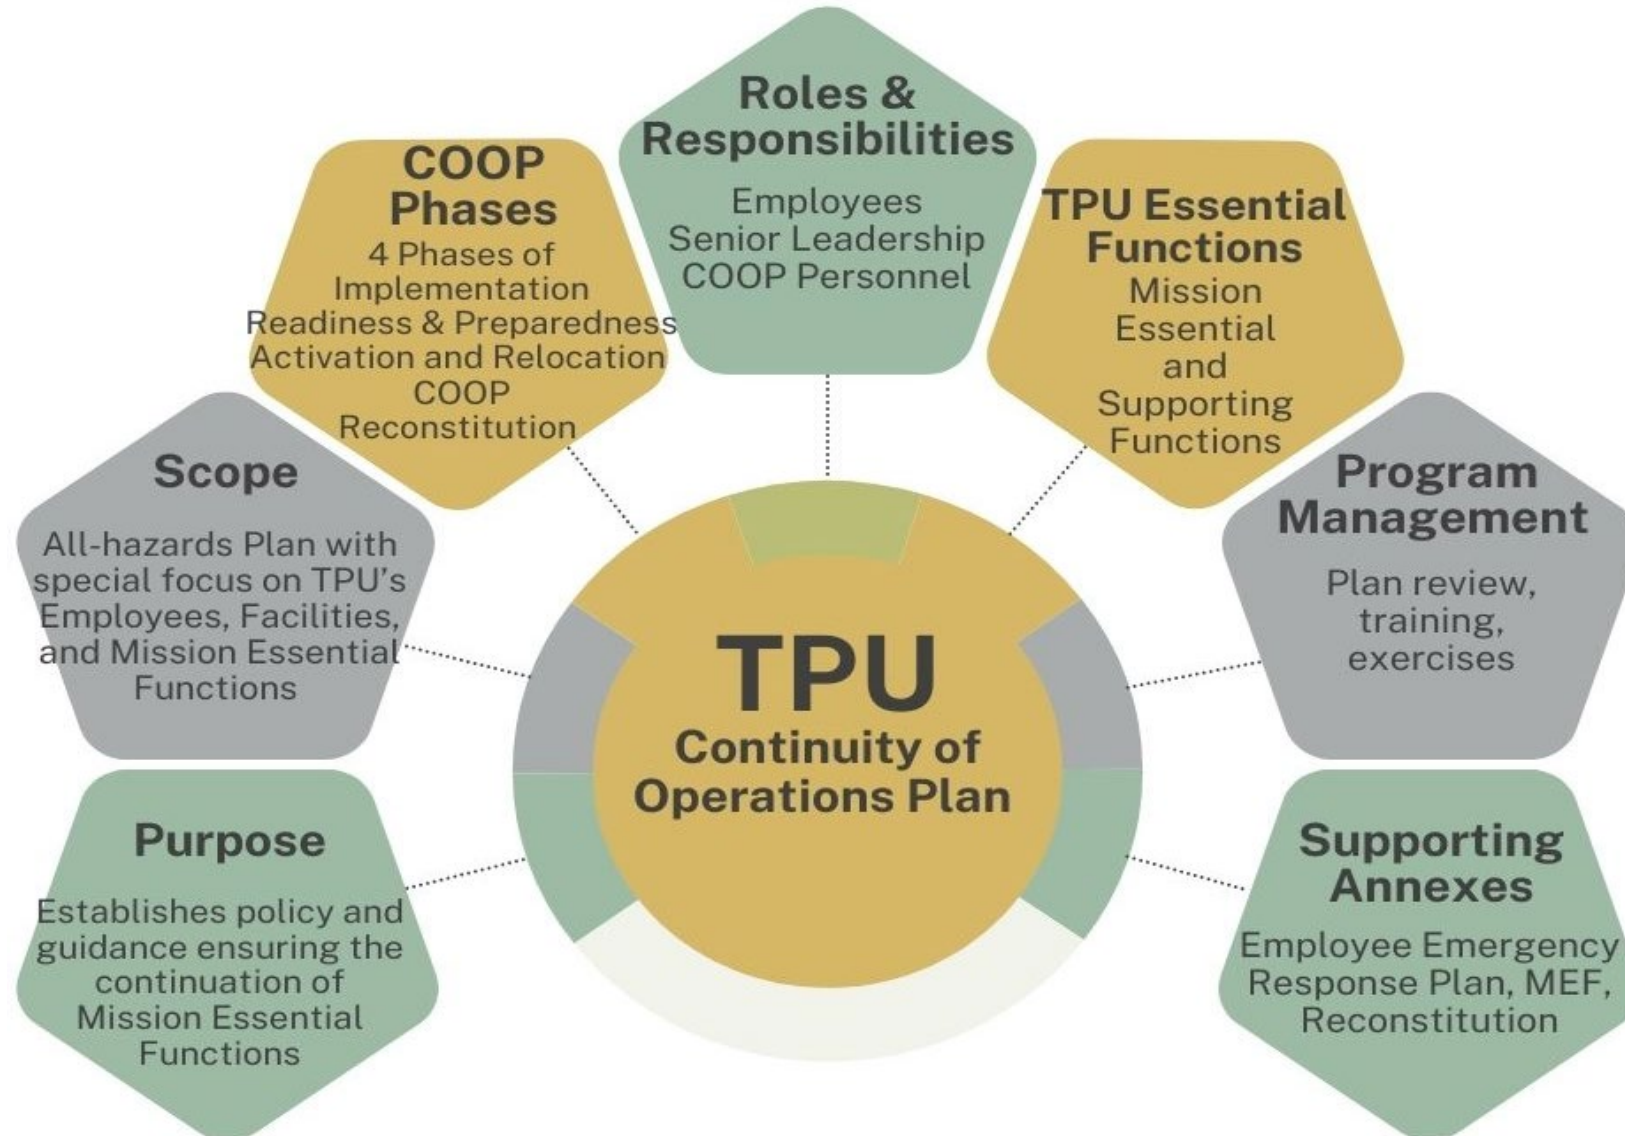 Roles &
Responsibilities
Employees
Senior Leadership
COOP Personnel
COOP
Phases
4 Phases of
Implementation
Readiness & Preparedness
Activation and Relocation
COOP
Reconstitution
TPU Essential
Functions
Mission
Essential
and
Supporting
Functions
Scope
All-hazards Plan with
special focus on TPU’s
Employees, Facilities,
and Mission Essential
Functions
Program
Management
Plan review,
training,
exercises
TPU
Continuity of
Operations Plan
Purpose
Establishes policy and
guidance ensuring the
continuation of
Mission Essential
Functions
Supporting
Annexes
Employee Emergency
Response Plan, MEF,
Reconstitution